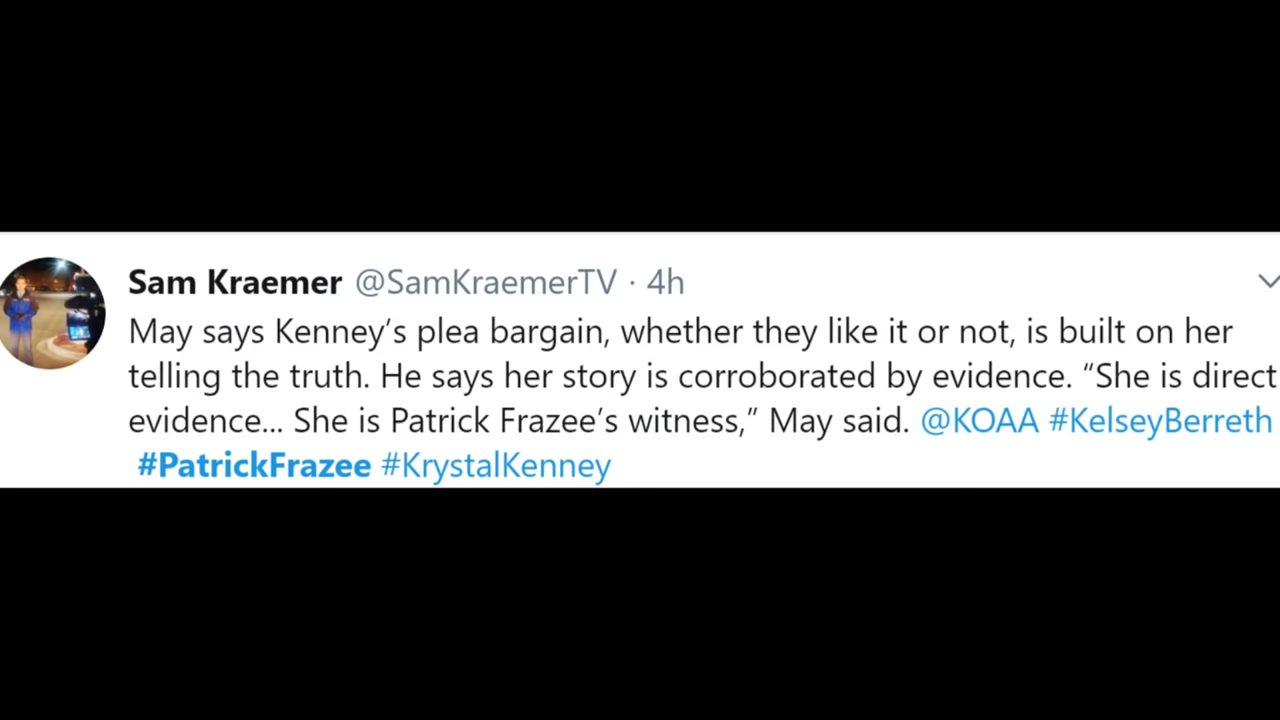 Sam Kraemer @SamKraemerTV · 4h
May says Kenney’s plea bargain, whether they like it or not, is built on her
telling the truth. He says her story is corroborated by evidence. “She is direct
evidence... She is Patrick Frazee’s witness,” May said. @KOAA #KelseyBerreth
#PatrickFrazee #KrystalKenney